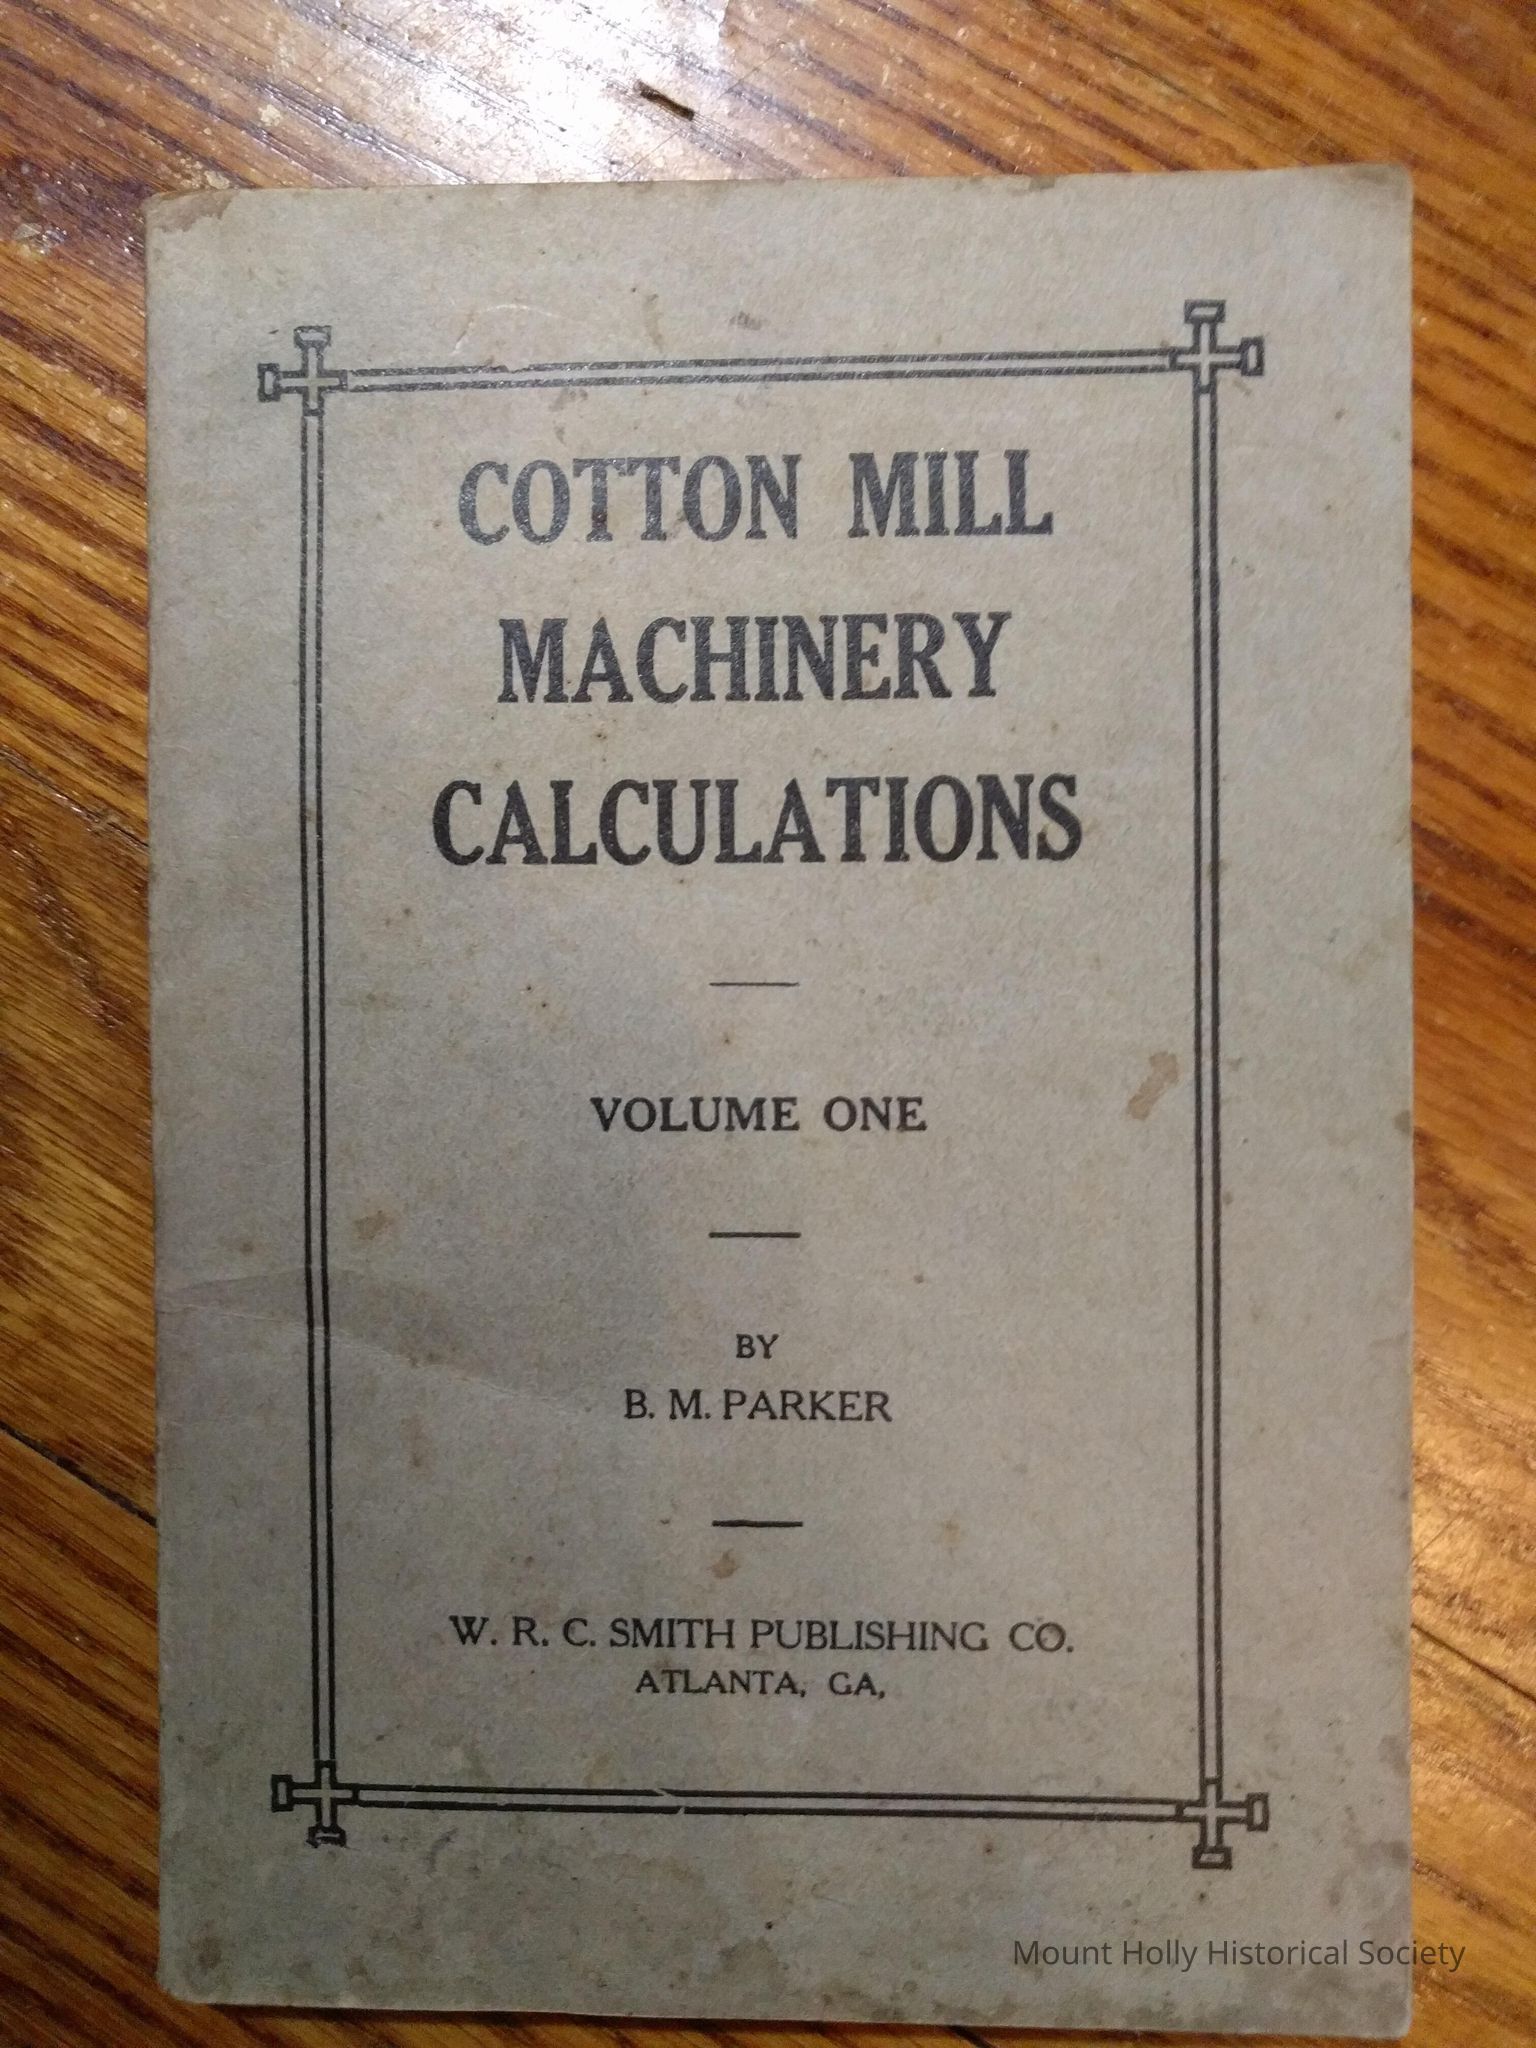 COTTON MILL
MACHINERY
CALCULATIONS
VOLUME ONE
BY
B. M. PARKER
W. R. C. SMITH PUBLISHING CO.
ATLANTA, GA,
Mount Holly Historical Society